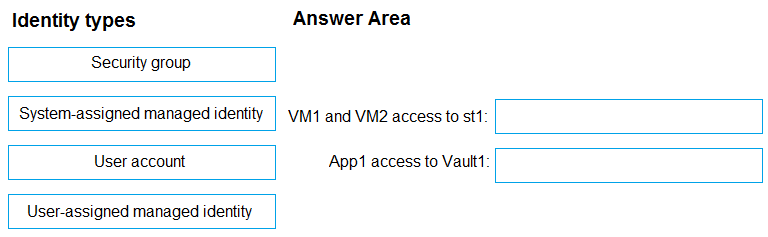 Identity types
Answer Area
Security group
System-assigned managed identity
VM1 and VM2 access to st1:
User account
App1 access to Vault1:
User-assigned managed identity